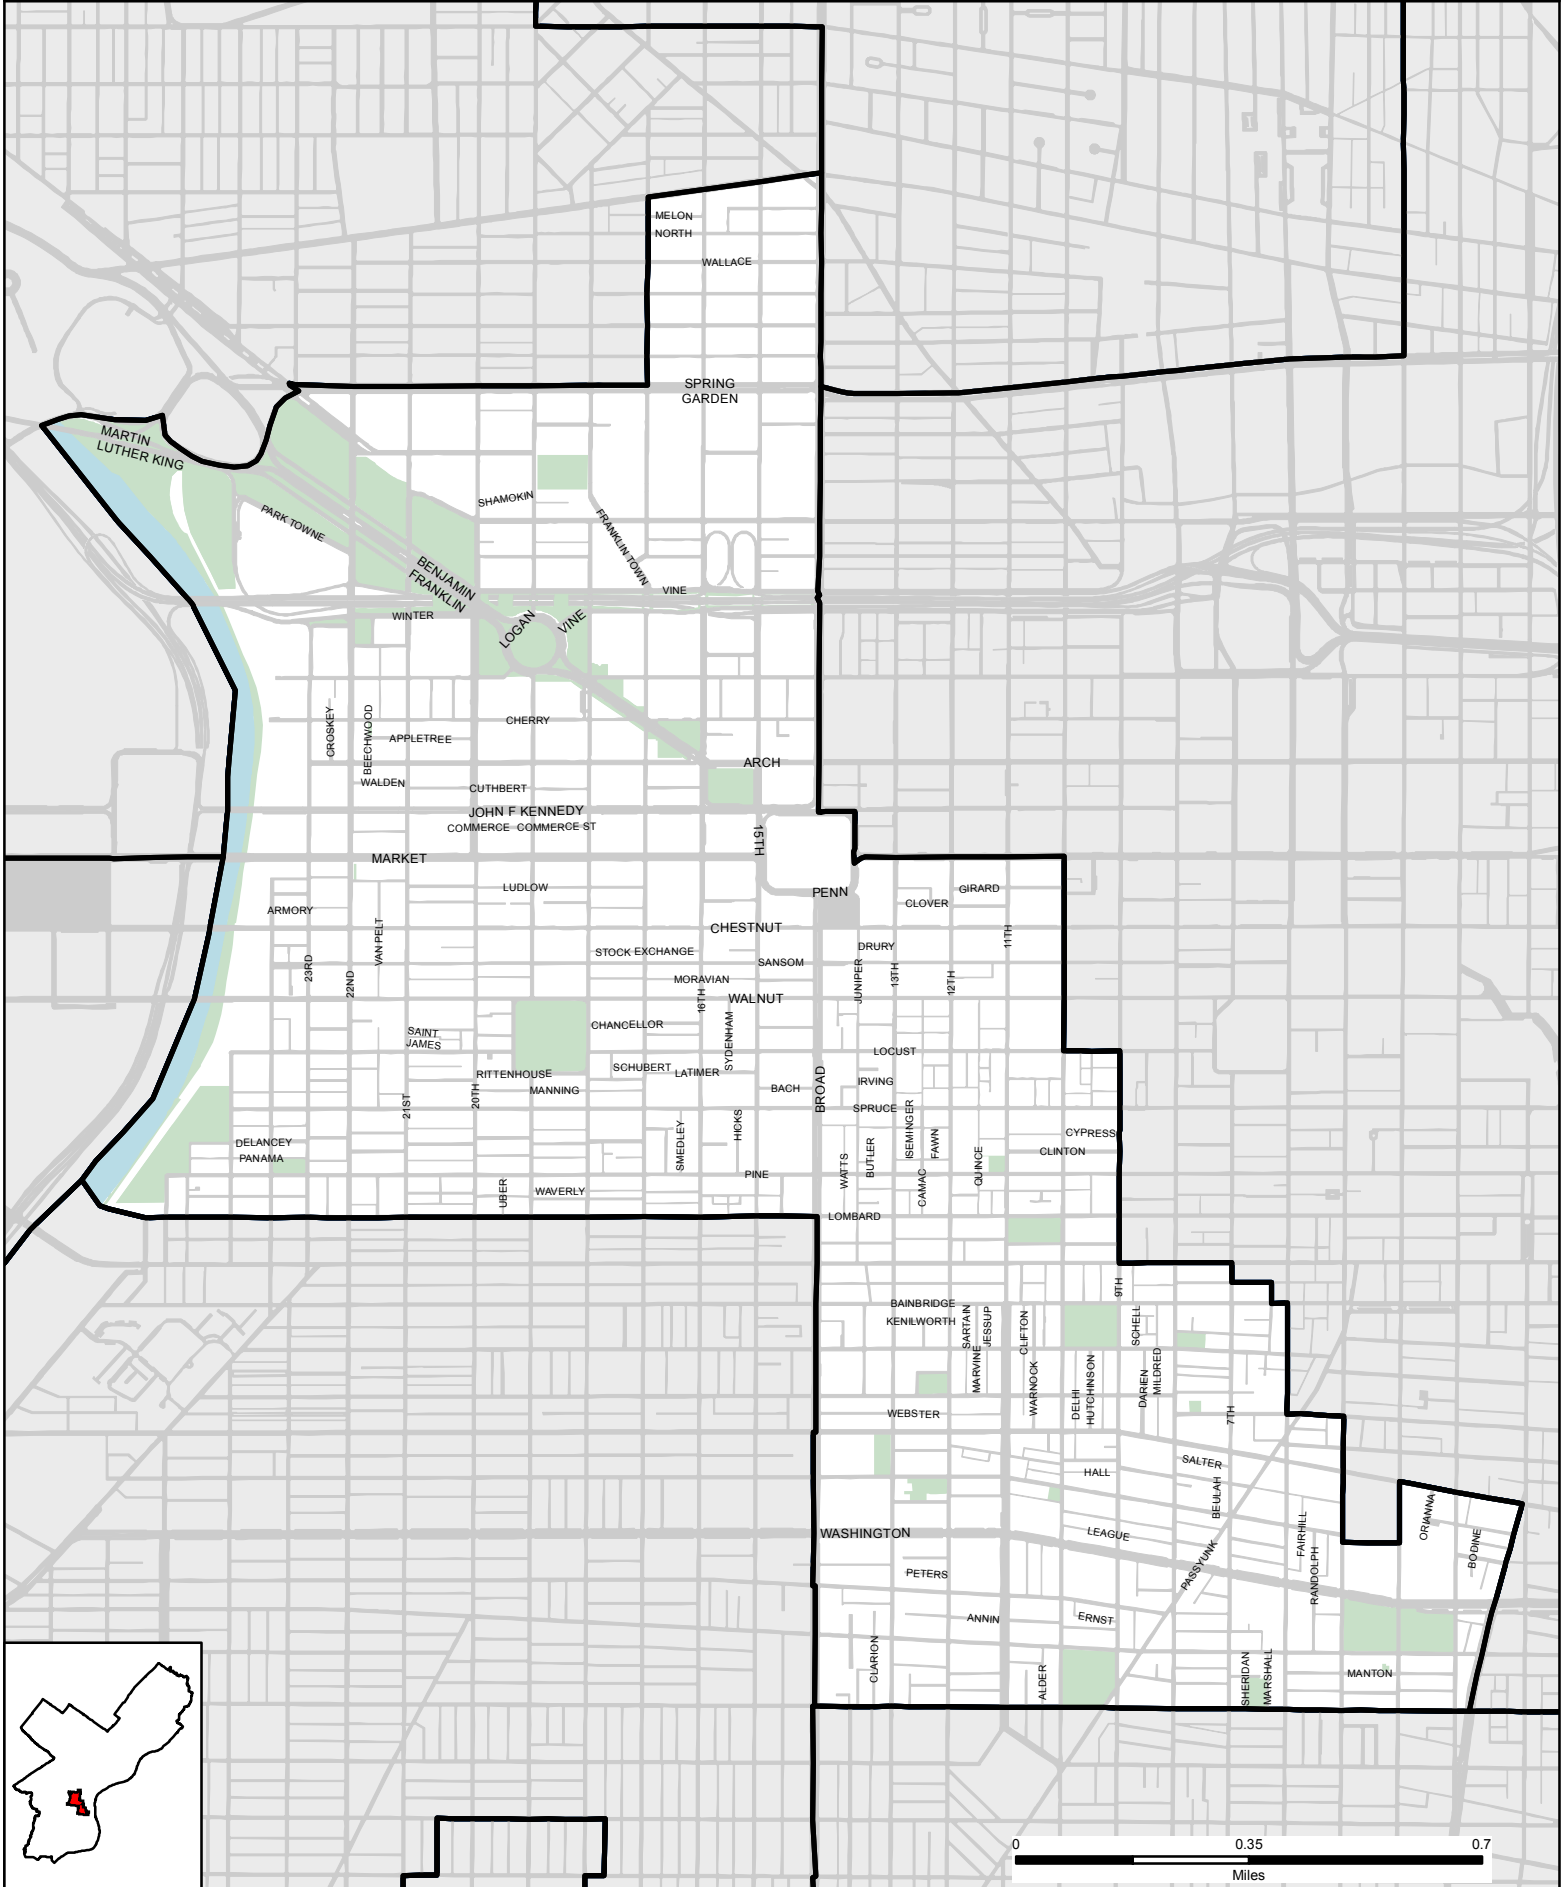 MELON
NORTH
WALLACE
SPRING
GARDEN
MARTIN
LUTHER KING
SHAMOKIN
PARK TOWNE
FRANKLIN TOWN
BENJAMIN
FRANKLIN
VINE
WINTER
LOGAN
VINE
CROSKEY
BEECHWOOD
CHERRY
APPLETREE
ARCH
WALDEN
CUTHBERT
JOHN F KENNEDY
COMMERCE
COMMERCE ST
15TH
MARKET
LUDLOW
PENN
GIRARD
CLOVER
ARMORY
VAN PELT
CHESTNUT
11TH
STOCK EXCHANGE
DRURY
23RD
22ND
SANSOM
MORAVIAN
JUNIPER
13TH
12TH
16TH
WALNUT
SAINT
JAMES
CHANCELLOR
SYDENHAM
LOCUST
RITTENHOUSE
SCHUBERT
LATIMER
MANNING
BACH
BROAD
IRVING
21ST
20TH
SPRUCE
SMEDLEY
HICKS
ISEMINGER
FAWN
CYPRESS
DELANCEY
PANAMA
BUTLER
CLINTON
WATTS
QUINCE
PINE
CAMAC
UBER
WAVERLY
LOMBARD
9TH
BAINBRIDGE
KENILWORTH
SARTAIN
JESSUP
CLIFTON
SCHELL
MARVINE
WARNOCK
DELHI
HUTCHINSON
DARIEN
MILDRED
WEBSTER
7TH
SALTER
HALL
BEULAH
ORIANNA
WASHINGTON
LEAGUE
FAIRHILL
BODINE
PETERS
PASSYUNK
RANDOLPH
ANNIN
ERNST
CLARION
ALDER
SHERIDAN
MARSHALL
MANTON
0
0.35
0.7
Miles